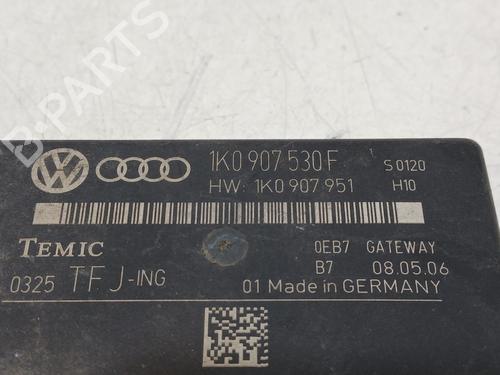 B-PARTS
1K0 907 530 F S 0120
HW: 1K0 907 951 H10
TEMIC 0EB7 GATEWAY
0325 TFJ-ING B7 08.05.06
01 Made in GERMANY